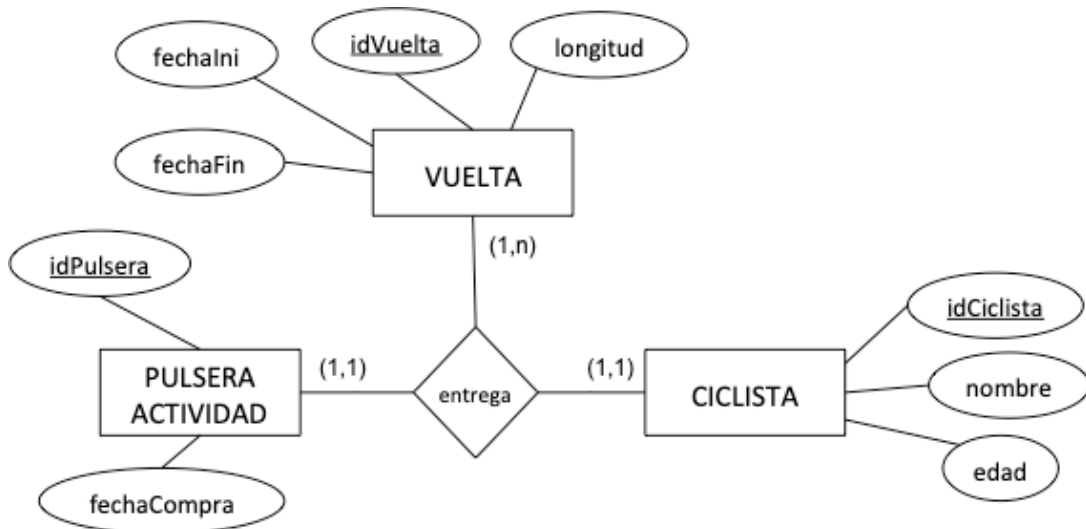 fechaIni
idVuelta
longitud
fechaFin
VUELTA
(1,n)
idPulsera
idCiclista
PULSERA
ACTIVIDAD
(1,1)
entrega
(1,1)
CICLISTA
nombre
edad
fechaCompra